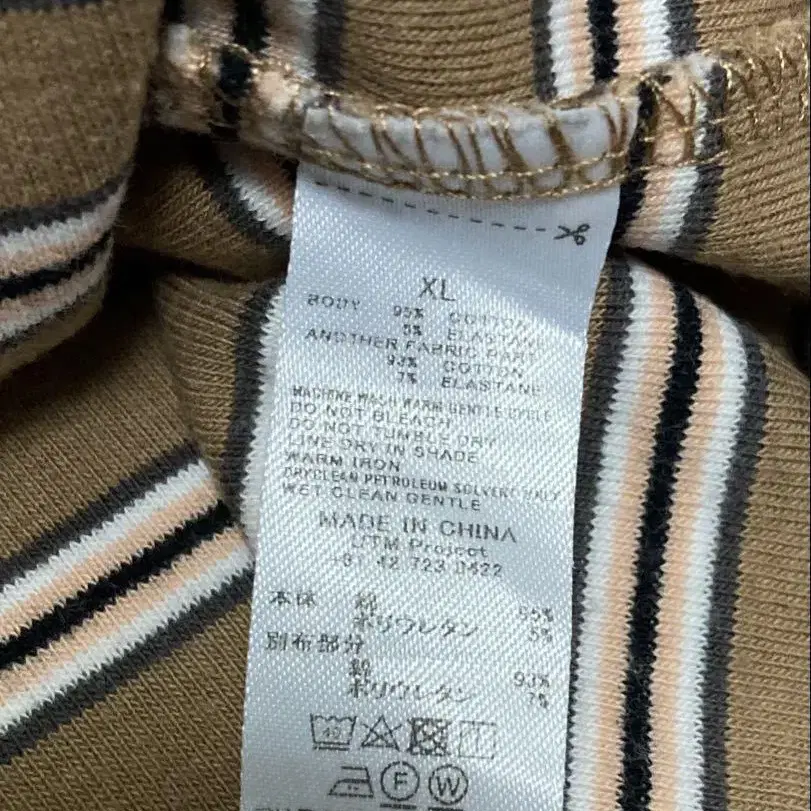 XL
BODY 95% COTTON
5% ELASTANE
ANOTHER FABRIC PART
93% COTTON
7% ELASTANE
MACHINE WASH WARM GENTLE CYCLE
DO NOT BLEACH
DO NOT TUMBLE DRY
LINE DRY IN SHADE
WARM IRON
DRYCLEAN PETROLEUM SOLVENT ONLY
WET CLEAN GENTLE
MADE IN CHINA
UTM Project
+81 42 723 0422
本体 綿 95%
ポリウレタン 5%
別布部分
綿 93%
ポリウレタン 7%
40
F W